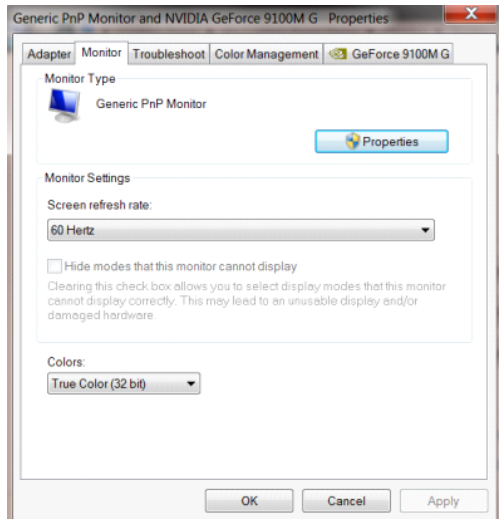 Generic PnP Monitor and NVIDIA GeForce 9100M G Properties
Adapter Monitor Troubleshoot Color Management GeForce 9100M G
Monitor Type
Generic PnP Monitor
Properties
Monitor Settings
Screen refresh rate:
60 Hertz
Hide modes that this monitor cannot display
Clearing this check box allows you to select display modes that this monitor
cannot display correctly. This may lead to an unusable display and/or
damaged hardware.
Colors:
True Color (32 bit)
OK Cancel Apply